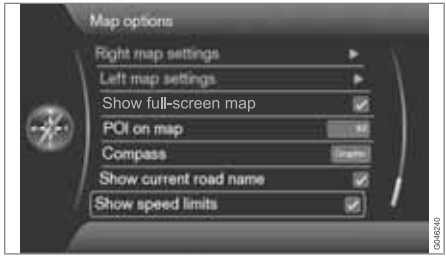 Map options
Right map settings
Left map settings
Show full-screen map
POI on map
Compass
Show current road name
Show speed limits
G046240